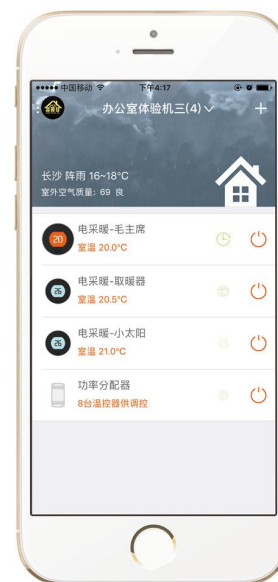 中国移动 下午4:17
办公室体验机三(4)
长沙 阵雨 16~18°C
室外空气质量: 69 良
20
电采暖-毛主席
室温 20.0°C
26
电采暖-取暖器
室温 20.5°C
26
电采暖-小太阳
室温 21.0°C
功率分配器
8台温控器供调控